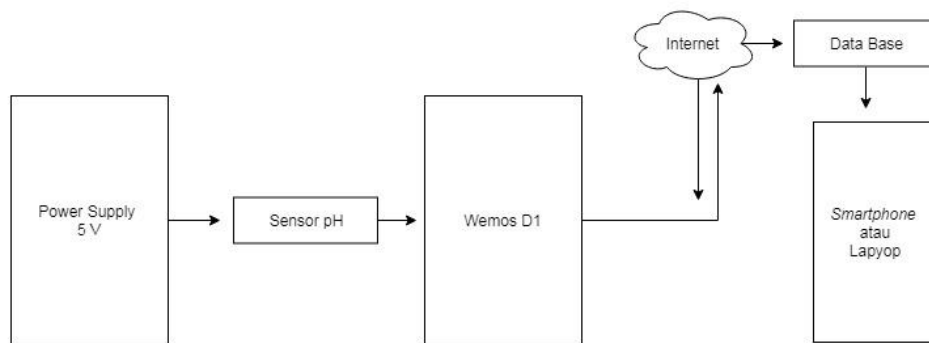 Power Supply
5 V
Sensor pH
Wemos D1
Internet
Data Base
Smartphone
atau
Lapyop